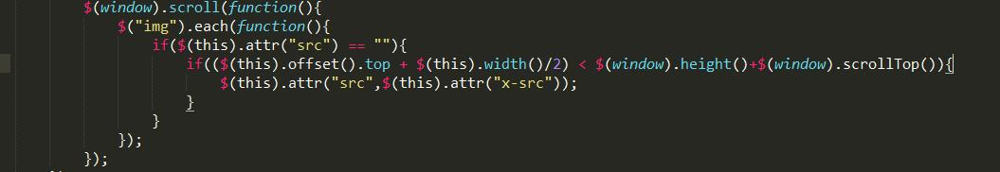 $(window).scroll(function(){
$("img").each(function(){
if($(this).attr("src") == ""){
if(($(this).offset().top + $(this).width()/2) < $(window).height()+$(window).scrollTop()){
$(this).attr("src",$(this).attr("x-src"));
}
}
});
});